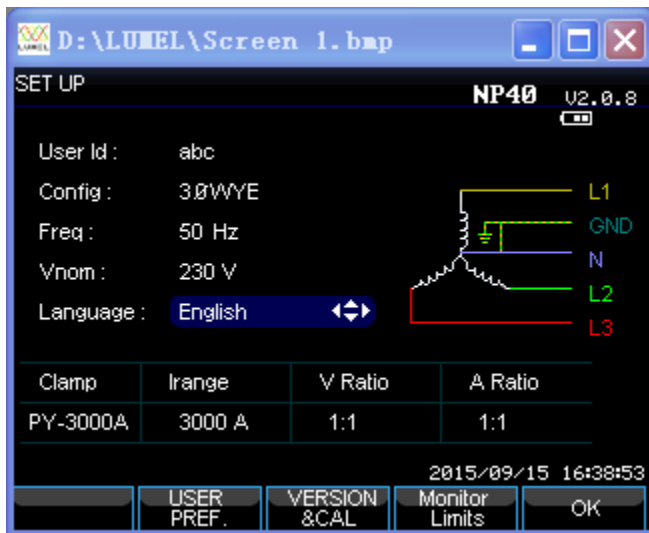 LUMEL D:\LUMEL\Screen 1.bmp
SET UP
NP40 V2.0.8
User Id : abc
Config : 3ØWYE
Freq : 50 Hz
Vnom : 230 V
Language : English
L1
GND
N
L2
L3
Clamp Irange V Ratio A Ratio
PY-3000A 3000 A 1:1 1:1
2015/09/15 16:38:53
USER PREF.
VERSION &CAL
Monitor Limits
OK